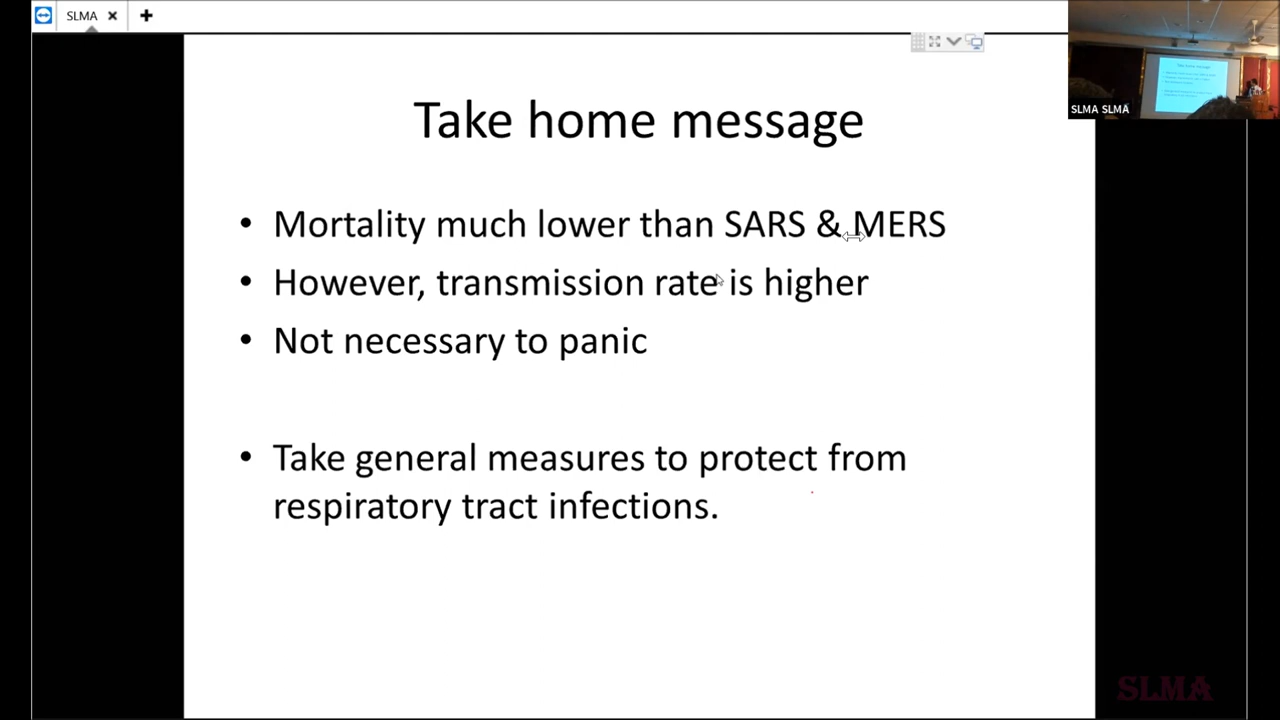 SLMA
SLMA SLMA
Take home message
• Mortality much lower than SARS & MERS
• However, transmission rate is higher
• Not necessary to panic
• Take general measures to protect from
respiratory tract infections.
SLMA